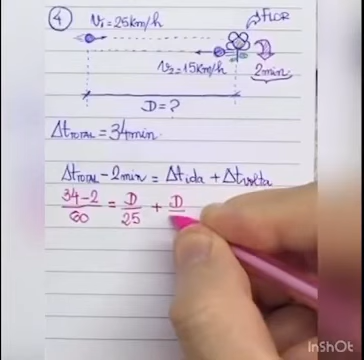 4
V₁ = 25km/h
FLOR
V₂ = 15km/h
2min
D = ?
ΔtTOTAL = 34min.
ΔtTOTAL - 2min = Δtida + Δtvolta
34-2/60 = D/25 + D/
InShOt